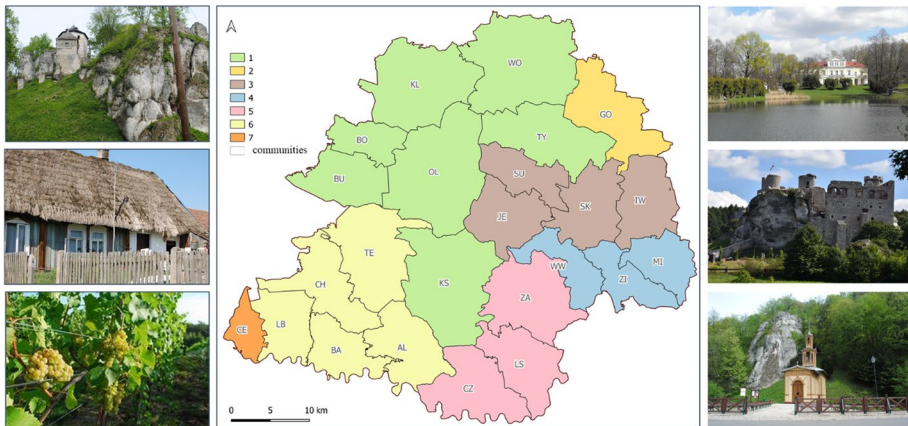 1
2
3
4
5
6
7
communities
WO
KL
GO
BO
TY
OL
BU
SU
SK
IW
JE
TE
WW
MI
ZI
CH
KS
ZA
CE
LB
BA
AL
LS
CZ
0 5 10 km